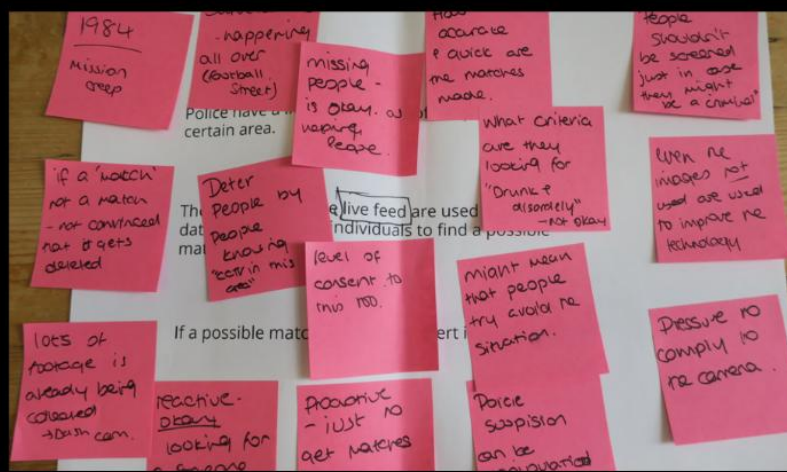 1984
Mission
creep
- happening
all over
(football
Street)
missing
people -
is okay. as
helping
people.
How
accurate
& quick are
the matches
made.
People
shouldn't
be screened
just in case
they might
be a criminal"
Police have a
certain area.
What criteria
are they
looking for
"Drunk &
disorderly"
- not okay
if a 'match'
not a match
- not convinced
that it gets
deleted
Deter
People by
People
knowing
"CCTV in this
area"
Even the
images not
used are used
to improve the
technology
live feed are used
individuals to find a possible
level of
consent to
this too.
might mean
that people
try avoid the
situation.
If a possible
Pressure to
comply to
the camera.
lots of
footage is
already being
collected
→ Dash cam.
reactive -
okay
looking for
a someone
Proactive
- just to
get matches
Police
suspision
can be